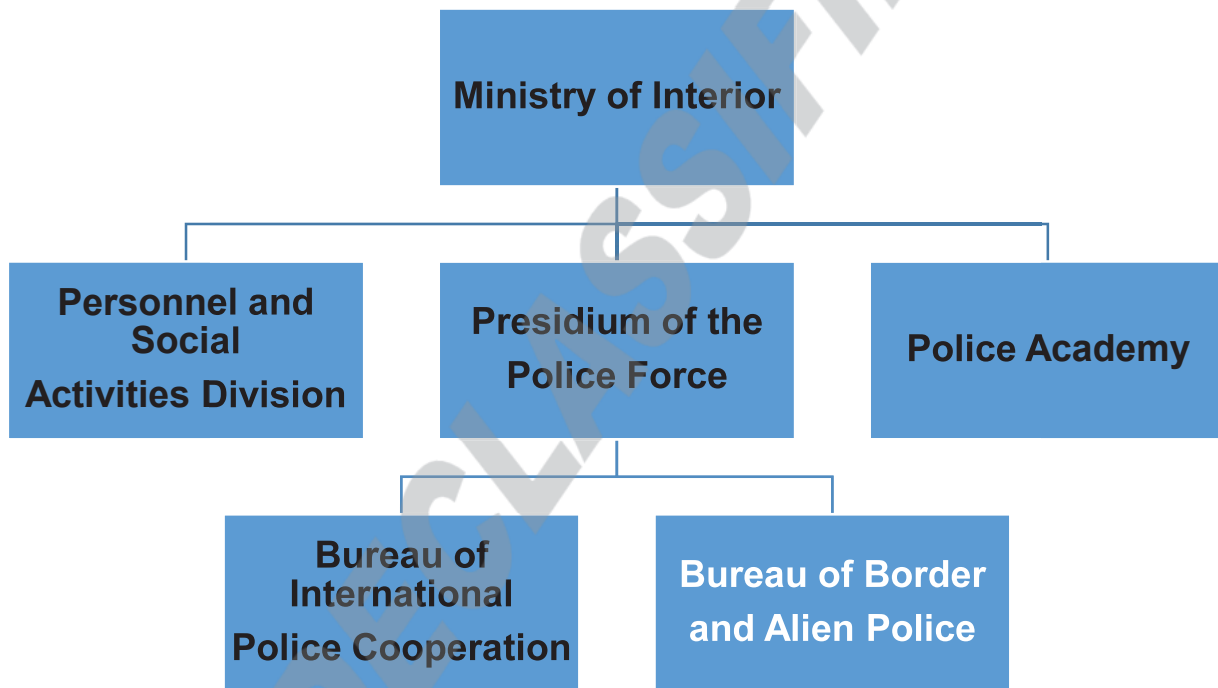 Ministry of Interior
Personnel and
Social
Activities Division
Presidium of the
Police Force
Police Academy
Bureau of
International
Police Cooperation
Bureau of Border
and Alien Police
DECLASSIFI